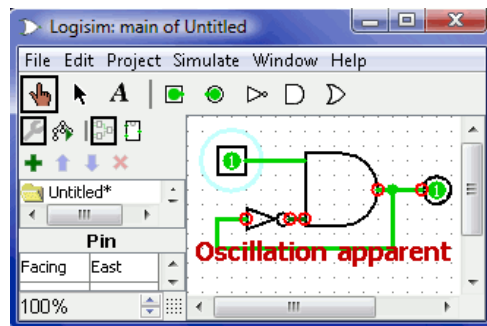 Logisim: main of Untitled
File Edit Project Simulate Window Help
A
Untitled*
Pin
Facing East
100%
1
1
Oscillation apparent